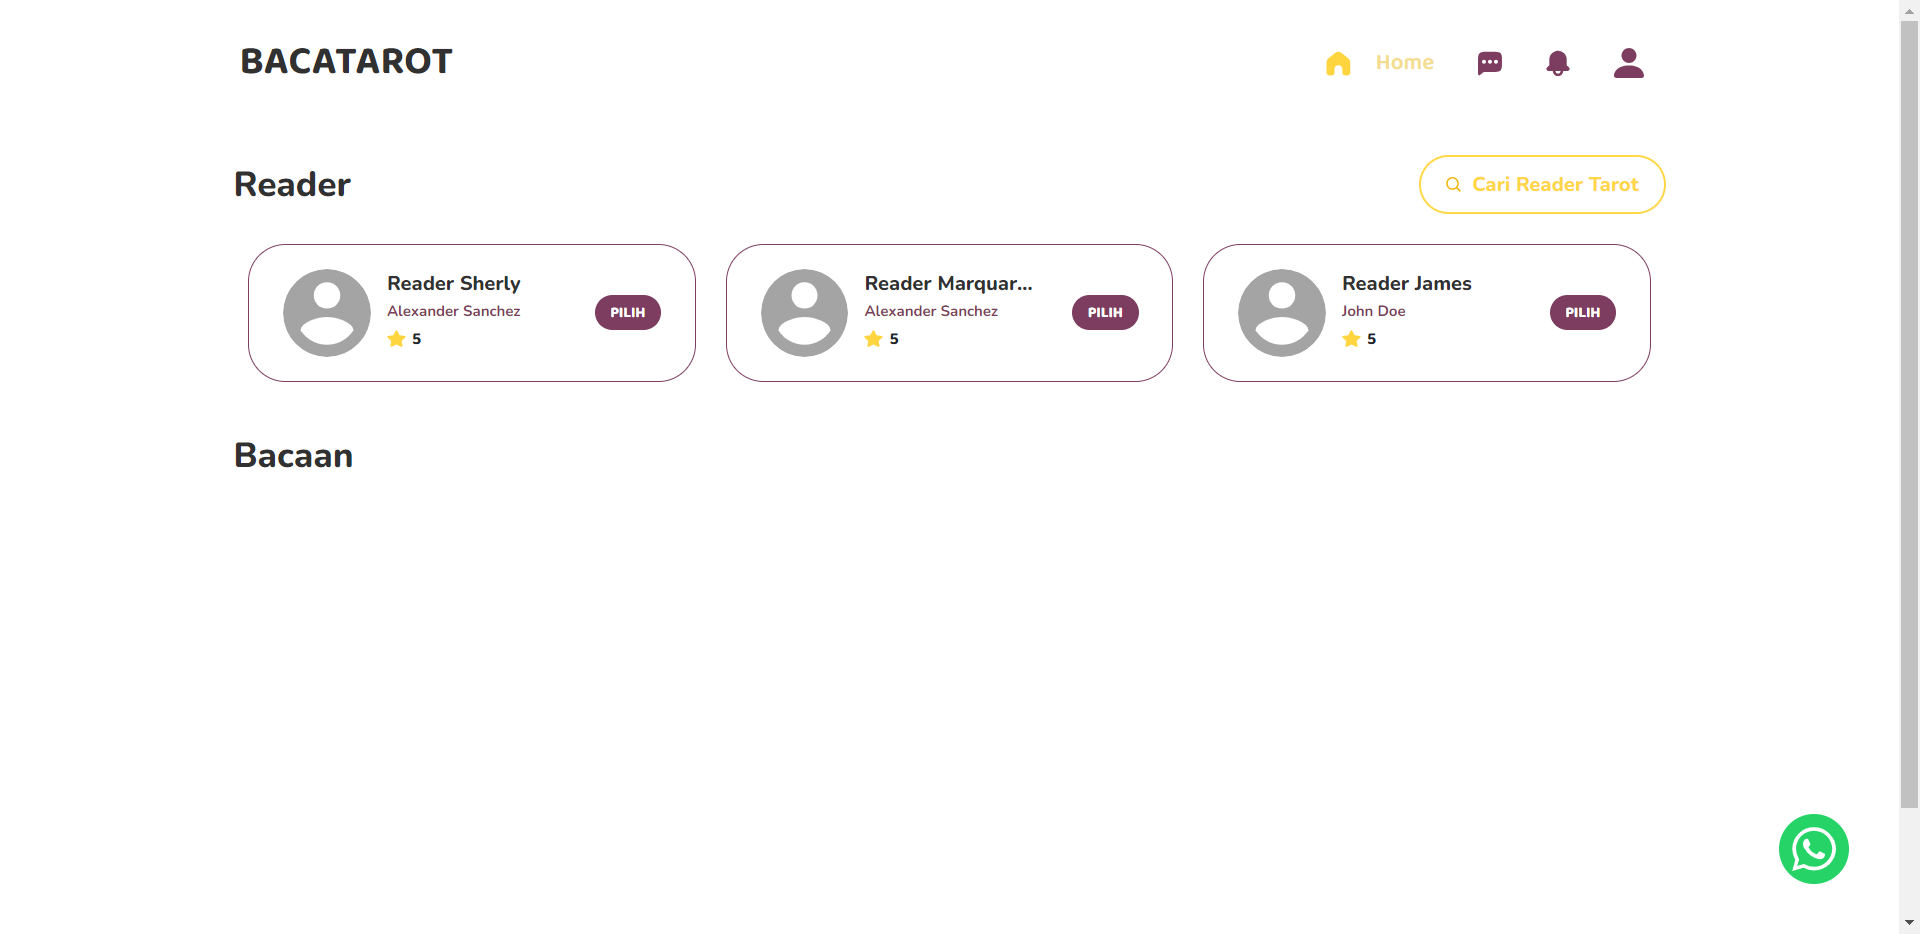 BACATAROT
Home
Reader
Cari Reader Tarot
Reader Sherly
Alexander Sanchez
5
PILIH
Reader Marquar...
Alexander Sanchez
5
PILIH
Reader James
John Doe
5
PILIH
Bacaan